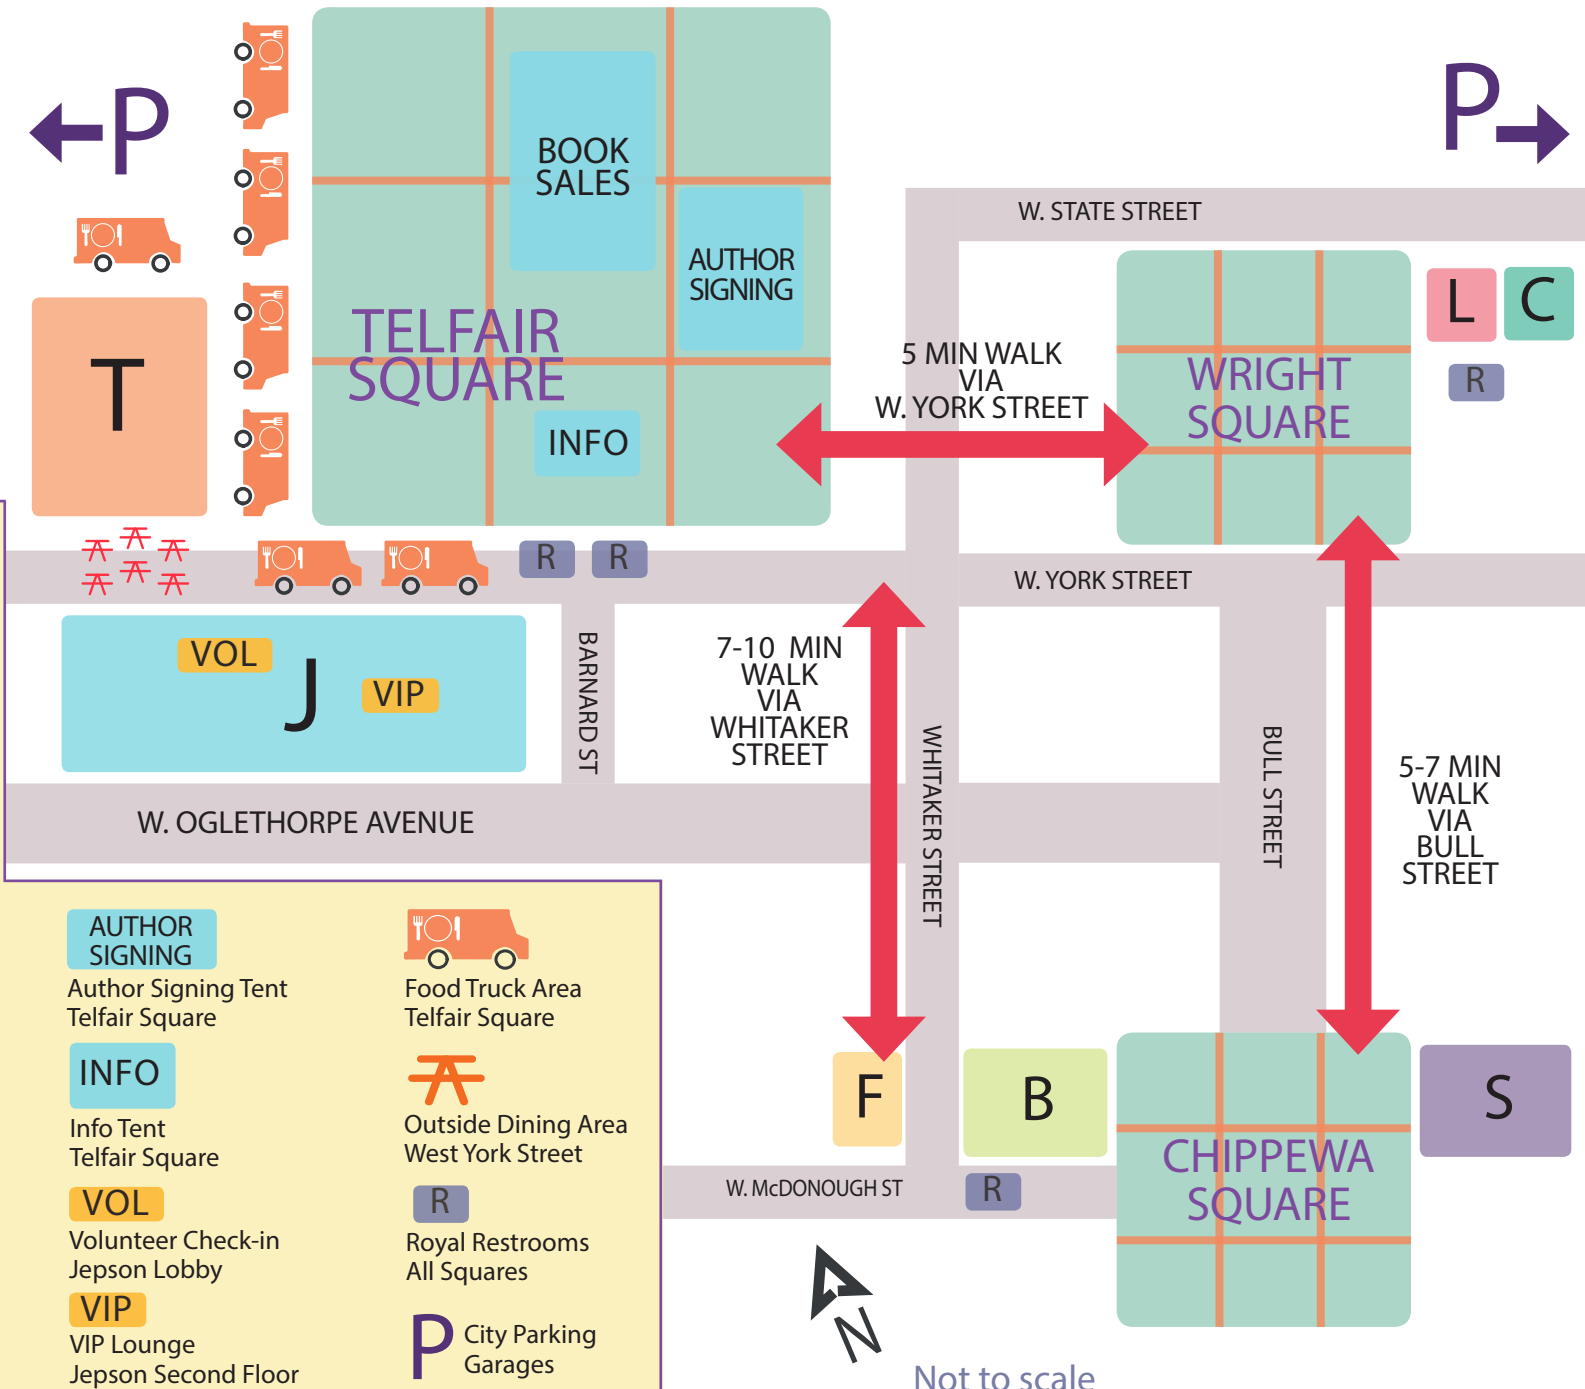 P
P
BOOK
SALES
AUTHOR
SIGNING
TELFAIR
SQUARE
INFO
T
W. STATE STREET
L
C
R
5 MIN WALK
VIA
W. YORK STREET
WRIGHT
SQUARE
R
R
W. YORK STREET
VOL
J
VIP
BARNARD ST
7-10 MIN
WALK
VIA
WHITAKER
STREET
WHITAKER STREET
BULL STREET
5-7 MIN
WALK
VIA
BULL
STREET
W. OGLETHORPE AVENUE
F
B
S
CHIPPEWA
SQUARE
W. McDONOUGH ST
R
N
Not to scale
AUTHOR
SIGNING
Author Signing Tent
Telfair Square
INFO
Info Tent
Telfair Square
VOL
Volunteer Check-in
Jepson Lobby
VIP
VIP Lounge
Jepson Second Floor
Food Truck Area
Telfair Square
Outside Dining Area
West York Street
R
Royal Restrooms
All Squares
P
City Parking
Garages